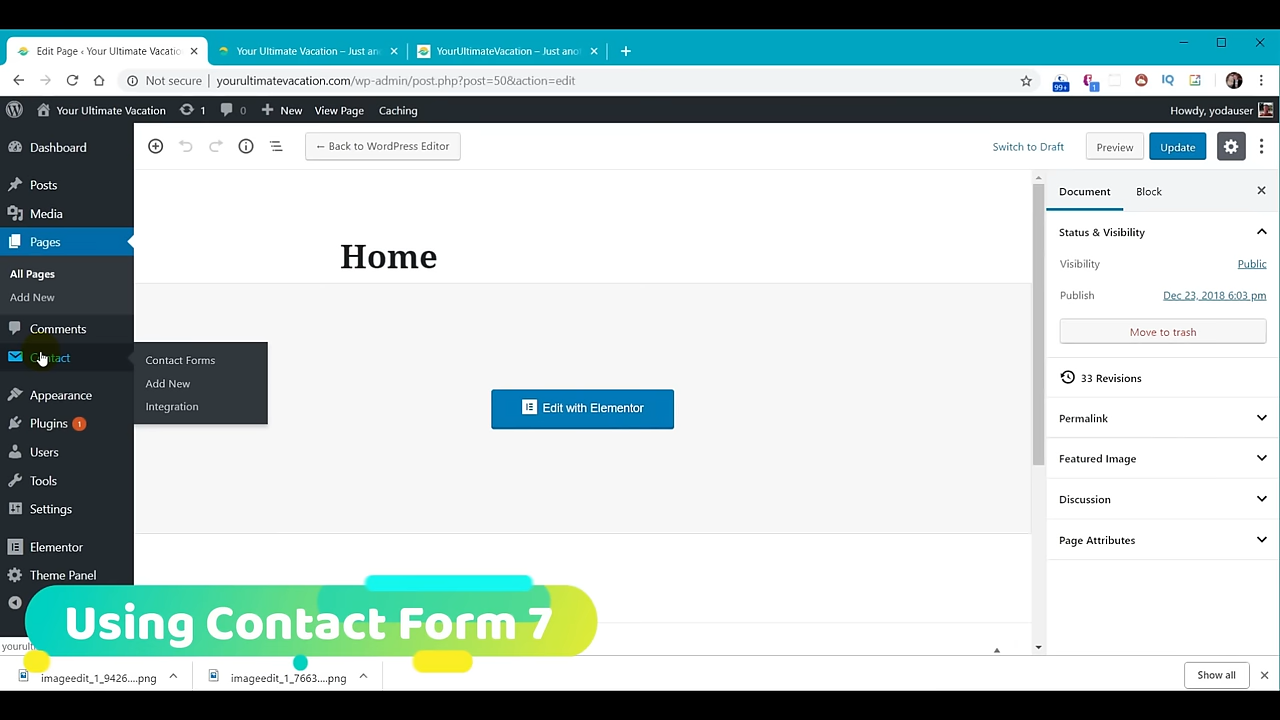 Edit Page ‹ Your Ultimate Vacatio
Your Ultimate Vacation – Just an
YourUltimateVacation – Just anot
Not secure
yourultimatevacation.com/wp-admin/post.php?post=50&action=edit
99+
1
IQ
Your Ultimate Vacation
1
0
New
View Page
Caching
Howdy, yodauser
Dashboard
Posts
Media
Pages
All Pages
Add New
Comments
Contact
Contact Forms
Add New
Integration
Appearance
Plugins 1
Users
Tools
Settings
Elementor
Theme Panel
← Back to WordPress Editor
Switch to Draft
Preview
Update
Home
Edit with Elementor
Document
Block
Status & Visibility
Visibility
Public
Publish
Dec 23, 2018 6:03 pm
Move to trash
33 Revisions
Permalink
Featured Image
Discussion
Page Attributes
Using Contact Form 7
yourult
imageedit_1_9426....png
imageedit_1_7663....png
Show all